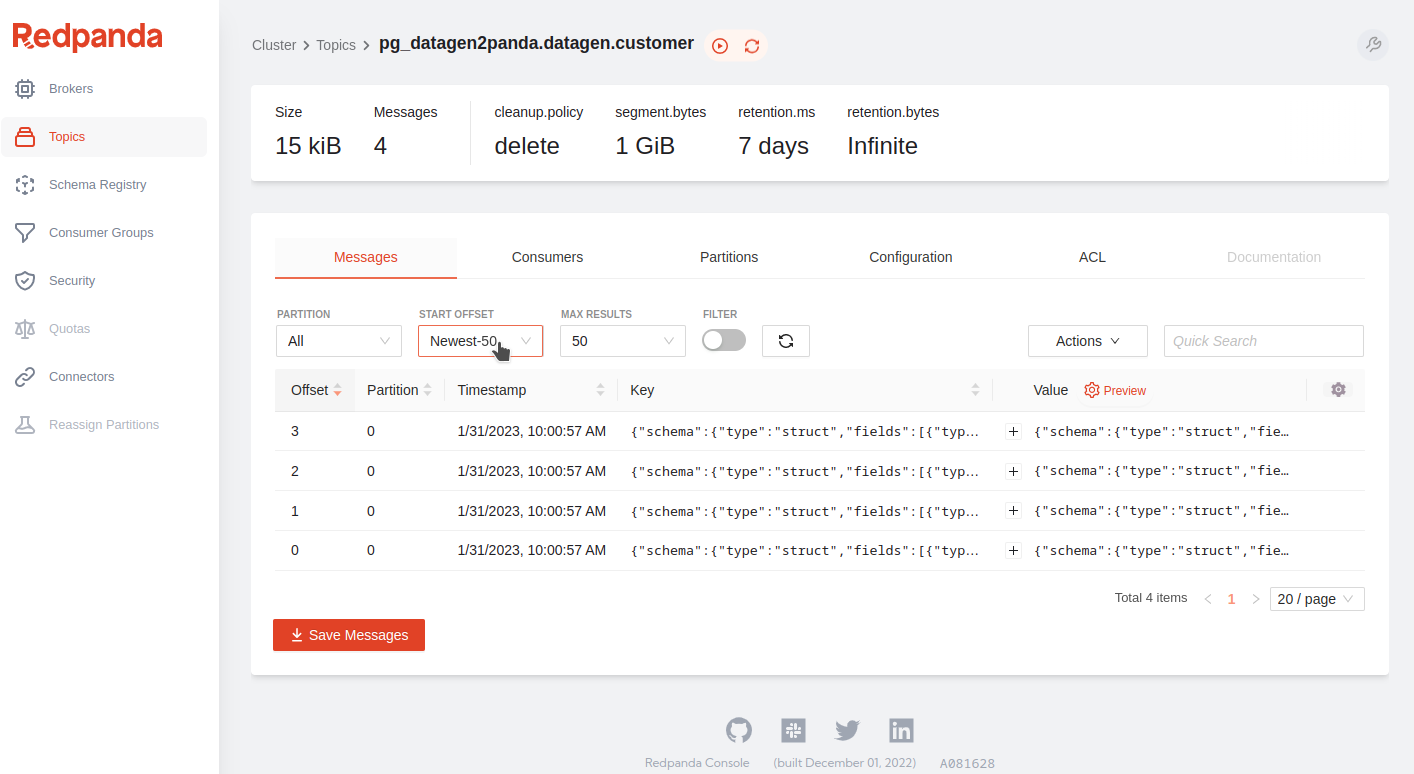 Redpanda
Cluster > Topics > pg_datagen2panda.datagen.customer
Brokers
Topics
Schema Registry
Consumer Groups
Security
Quotas
Connectors
Reassign Partitions
Size Messages cleanup.policy segment.bytes retention.ms retention.bytes
15 kiB 4 delete 1 GiB 7 days Infinite
Messages Consumers Partitions Configuration ACL Documentation
PARTITION START OFFSET MAX RESULTS FILTER
All Newest-50 50 Actions Quick Search
Offset Partition Timestamp Key Value Preview
3 0 1/31/2023, 10:00:57 AM {"schema":{"type":"struct","fields":[{"typ… + {"schema":{"type":"struct","fie…
2 0 1/31/2023, 10:00:57 AM {"schema":{"type":"struct","fields":[{"typ… + {"schema":{"type":"struct","fie…
1 0 1/31/2023, 10:00:57 AM {"schema":{"type":"struct","fields":[{"typ… + {"schema":{"type":"struct","fie…
0 0 1/31/2023, 10:00:57 AM {"schema":{"type":"struct","fields":[{"typ… + {"schema":{"type":"struct","fie…
Total 4 items < 1 > 20 / page
Save Messages
in
Redpanda Console (built December 01, 2022) A081628